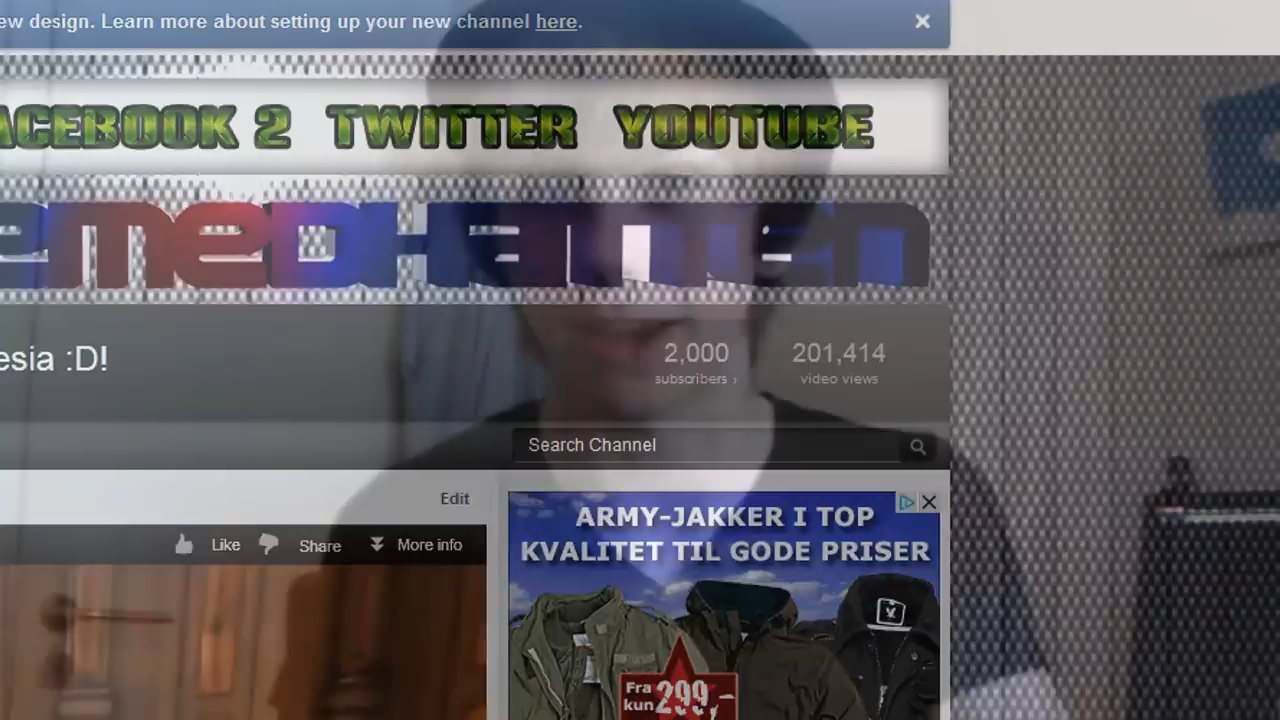 ew design. Learn more about setting up your new channel here.
ACEBOOK 2 TWITTER YOUTUBE
emedHansen
esia :D!
2,000 201,414
subscribers › video views
Search Channel
Edit
Like Share More info
ARMY-JAKKER I TOP
KVALITET TIL GODE PRISER
Fra
kun 299,-